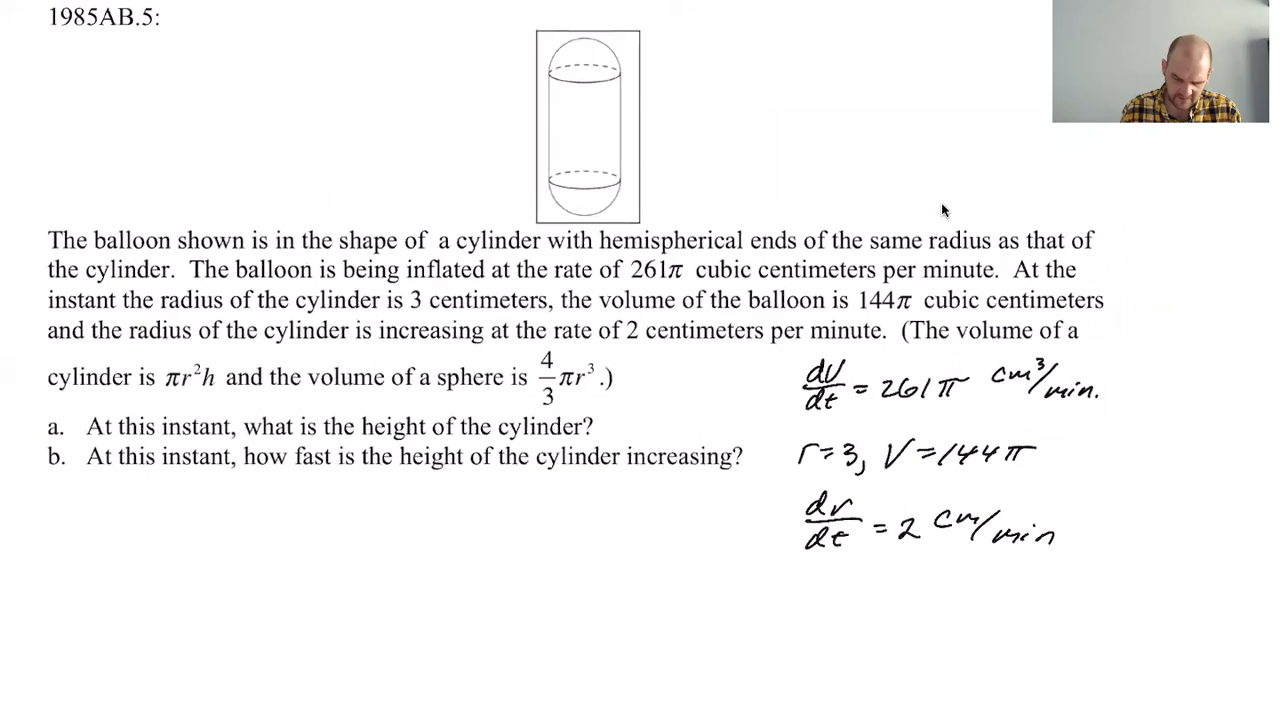 1985AB.5:
The balloon shown is in the shape of a cylinder with hemispherical ends of the same radius as that of
the cylinder. The balloon is being inflated at the rate of 261π cubic centimeters per minute. At the
instant the radius of the cylinder is 3 centimeters, the volume of the balloon is 144π cubic centimeters
and the radius of the cylinder is increasing at the rate of 2 centimeters per minute. (The volume of a
cylinder is πr²h and the volume of a sphere is 4/3 πr³.)
a. At this instant, what is the height of the cylinder?
b. At this instant, how fast is the height of the cylinder increasing?
dV/dt = 261π cm³/min.
r=3, V=144π
dr/dt = 2 cm/min